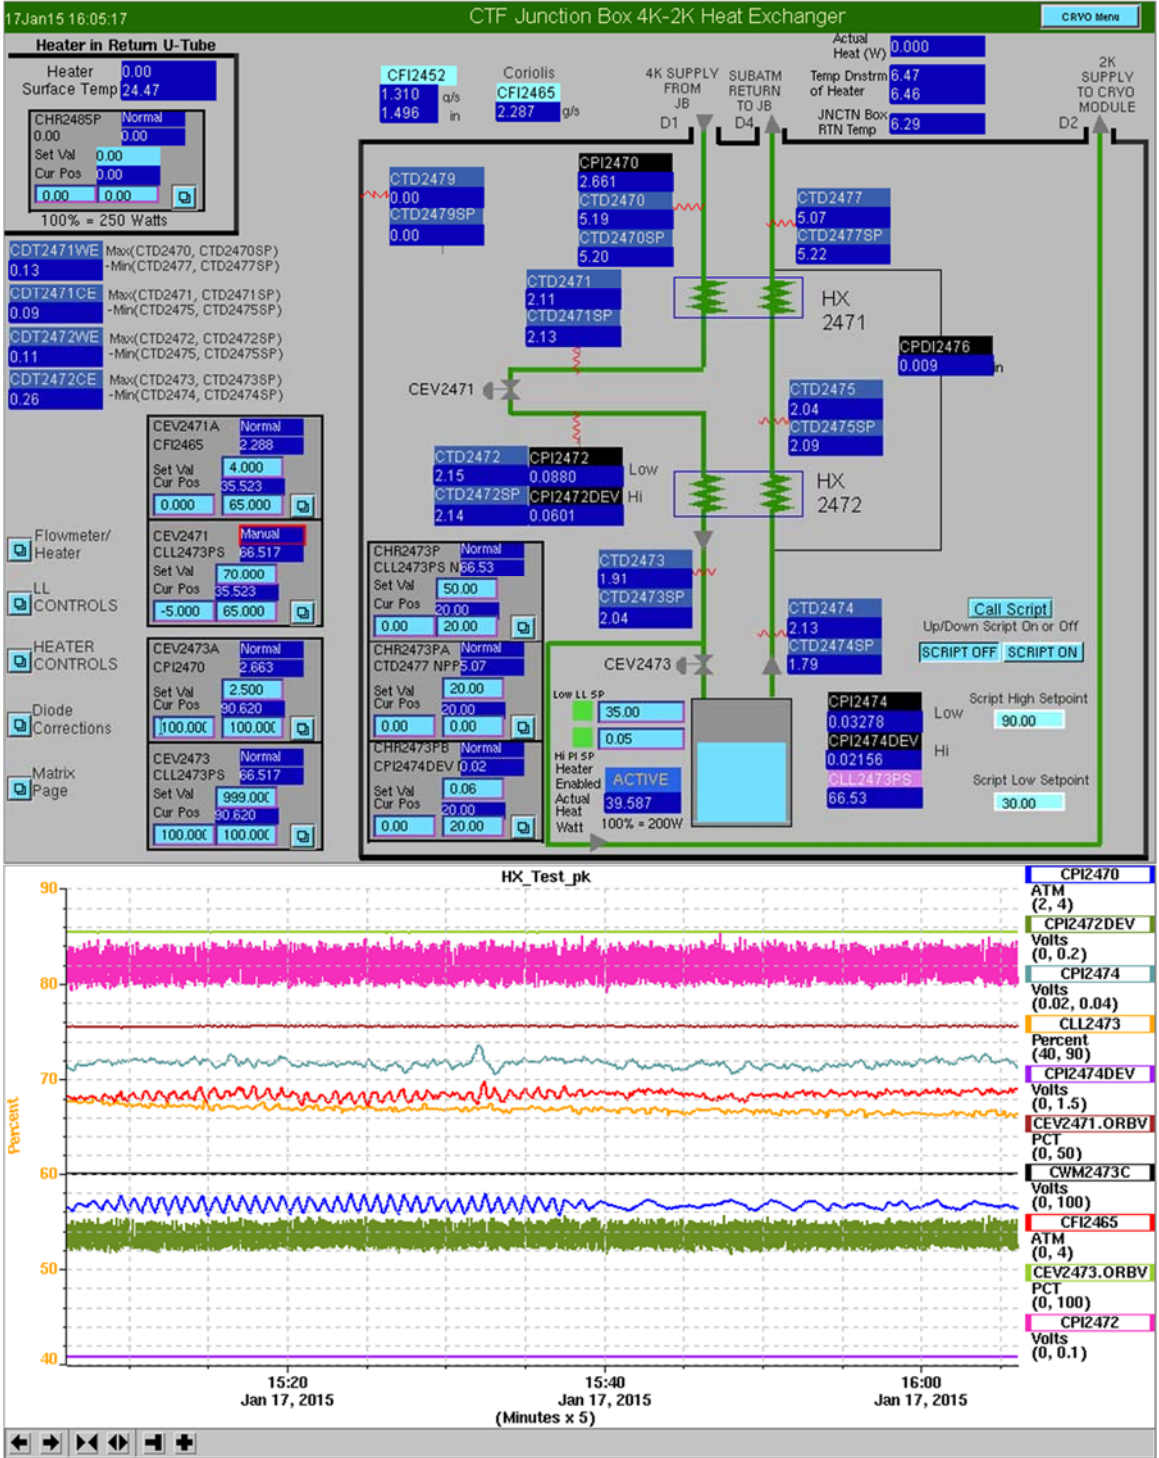 17Jan15 16:05:17
CTF Junction Box 4K-2K Heat Exchanger
CRYO Menu
Heater in Return U-Tube
Heater 0.00
Surface Temp 24.47
CHR2485P Normal
0.00 0.00
Set Val 0.00
Cur Pos 0.00
0.00 0.00
100% = 250 Watts
CFI2452
1.310 g/s
1.496 in
Coriolis
CFI2465
2.287 g/s
4K SUPPLY
FROM
JB
D1
SUBATM
RETURN
TO JB
D4
Actual
Heat (W) 0.000
Temp Dnstrm 6.47
of Heater 6.46
JNCTN Box
RTN Temp 6.29
2K
SUPPLY
TO CRYO
MODULE
D2
CDT2471WE Max(CTD2470, CTD2470SP)
0.13 -Min(CTD2477, CTD2477SP)
CDT2471CE Max(CTD2471, CTD2471SP)
0.09 -Min(CTD2475, CTD2475SP)
CDT2472WE Max(CTD2472, CTD2472SP)
0.11 -Min(CTD2475, CTD2475SP)
CDT2472CE Max(CTD2473, CTD2473SP)
0.26 -Min(CTD2474, CTD2474SP)
CTD2479
0.00
CTD2479SP
0.00
CPI2470
2.661
CTD2470
5.19
CTD2470SP
5.20
CTD2477
5.07
CTD2477SP
5.22
CTD2471
2.11
CTD2471SP
2.13
HX
2471
CPDI2476
0.009 in
CEV2471
CTD2475
2.04
CTD2475SP
2.09
CTD2472
2.15
CTD2472SP
2.14
CPI2472
0.0880
CPI2472DEV
0.0601
Low
Hi
HX
2472
CEV2471A Normal
CFI2465 2.288
Set Val 4.000
Cur Pos 35.523
0.000 65.000
CEV2471 Manual
CLL2473PS 66.517
Set Val 70.000
Cur Pos 35.523
-5.000 65.000
Flowmeter/
Heater
LL
CONTROLS
HEATER
CONTROLS
Diode
Corrections
Matrix
Page
CEV2473A Normal
CPI2470 2.663
Set Val 2.500
Cur Pos 90.620
100.000 100.000
CEV2473 Normal
CLL2473PS 66.517
Set Val 999.000
Cur Pos 90.620
100.000 100.000
CHR2473P Normal
CLL2473PS N 66.53
Set Val 50.00
Cur Pos 20.00
0.00 20.00
CHR2473PA Normal
CTD2477 NPP 5.07
Set Val 20.00
Cur Pos 20.00
0.00 0.00
CHR2473PB Normal
CPI2474DEV 0.02
Set Val 0.06
Cur Pos 20.00
0.00 20.00
CTD2473
1.91
CTD2473SP
2.04
CEV2473
CTD2474
2.13
CTD2474SP
1.79
Call Script
Up/Down Script On or Off
SCRIPT OFF SCRIPT ON
Low LL SP
35.00
0.05
Hi PI SP
Heater
Enabled ACTIVE
Actual
Heat 39.587
Watt 100% = 200W
CPI2474
0.03278
CPI2474DEV
0.02156
CLL2473PS
66.53
Low
Hi
Script High Setpoint
90.00
Script Low Setpoint
30.00
HX_Test_pk
Percent
90
80
70
60
50
40
15:20
Jan 17, 2015
15:40
Jan 17, 2015
16:00
Jan 17, 2015
(Minutes x 5)
CPI2470
ATM
(2, 4)
CPI2472DEV
Volts
(0, 0.2)
CPI2474
Volts
(0.02, 0.04)
CLL2473
Percent
(40, 90)
CPI2474DEV
Volts
(0, 1.5)
CEV2471.ORBV
PCT
(0, 50)
CWM2473C
Volts
(0, 100)
CFI2465
ATM
(0, 4)
CEV2473.ORBV
PCT
(0, 100)
CPI2472
Volts
(0, 0.1)